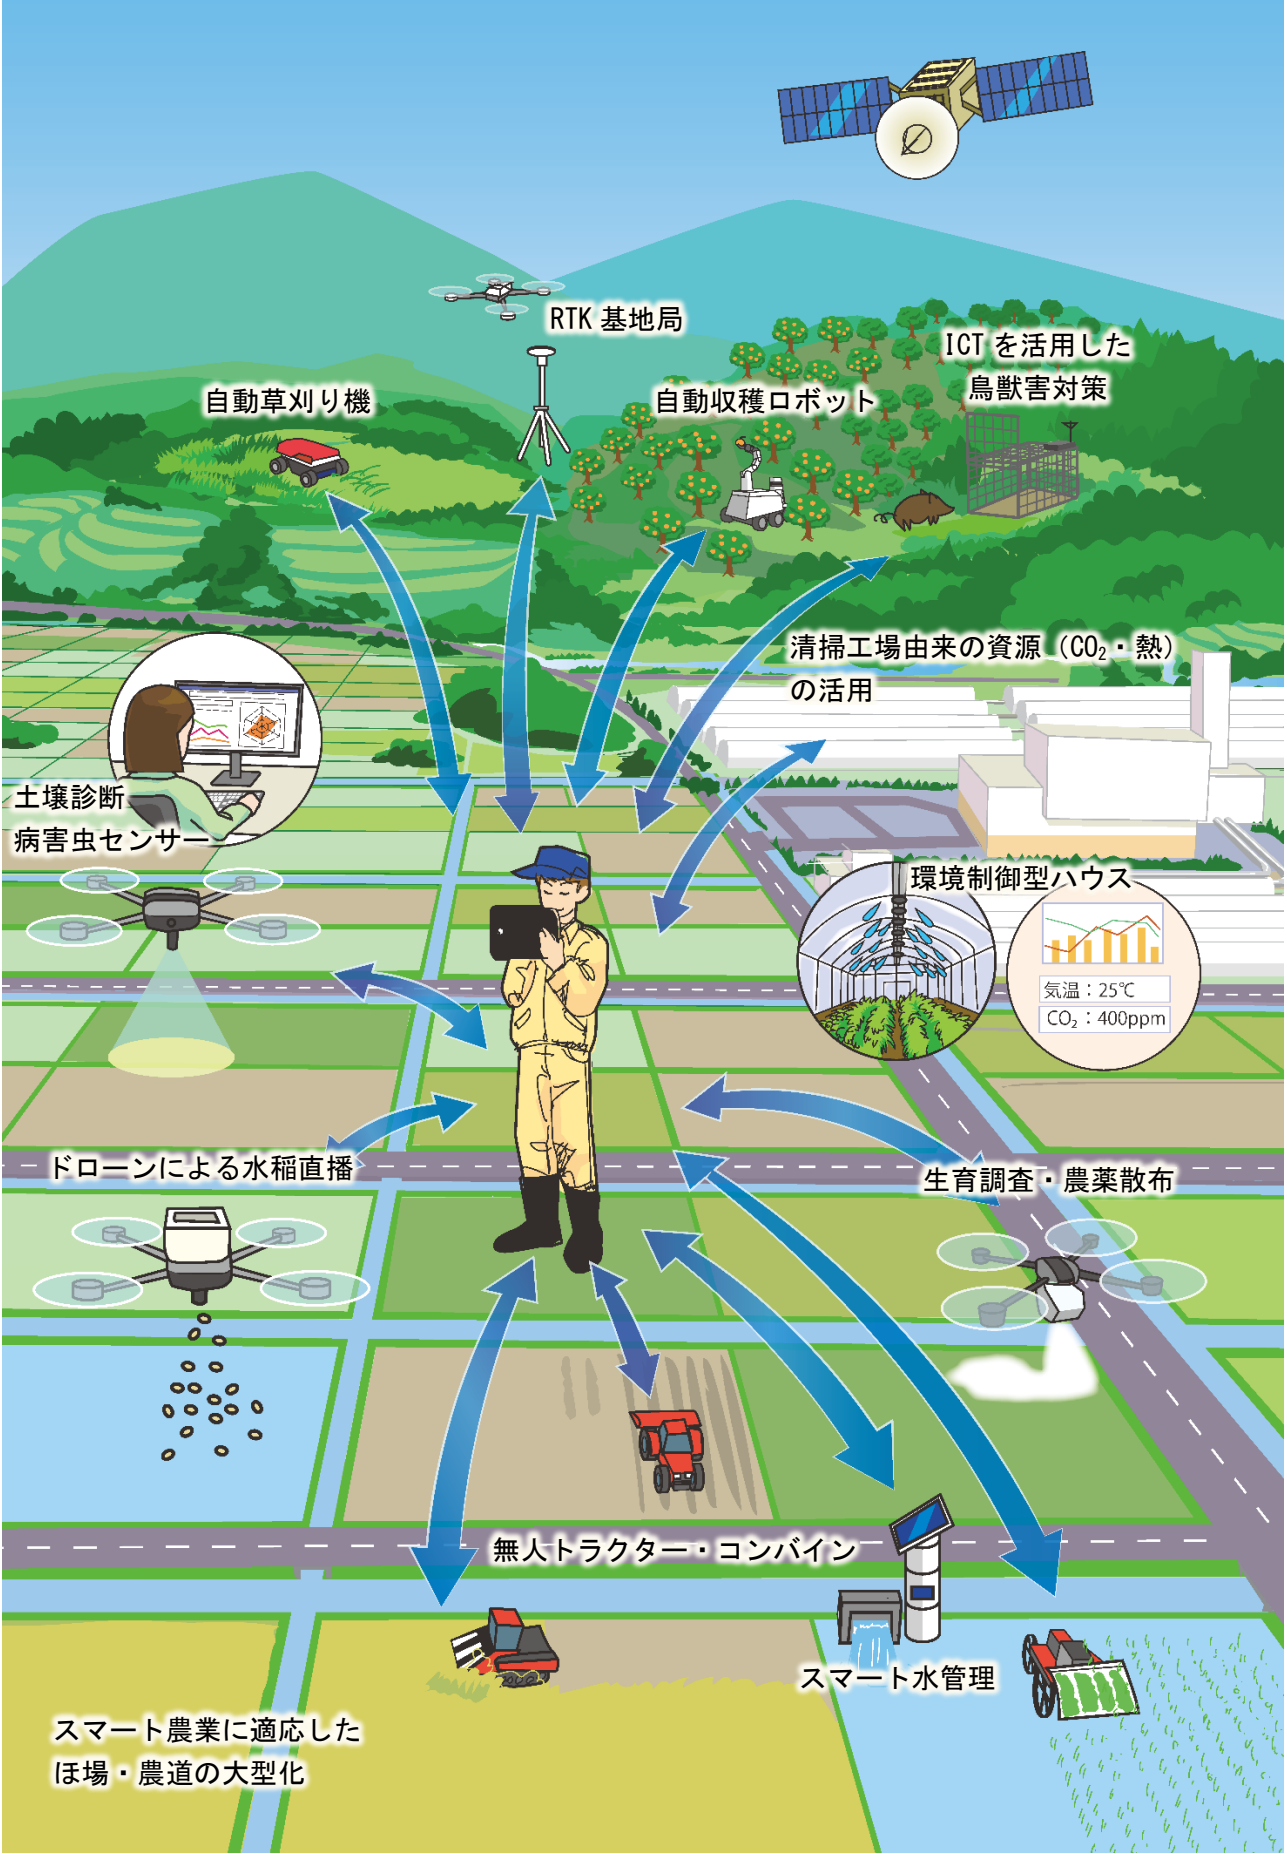 RTK 基地局
ICT を活用した
鳥獣害対策
自動草刈り機
自動収穫ロボット
清掃工場由来の資源（CO₂・熱）
の活用
土壌診断
病害虫センサー
環境制御型ハウス
気温：25℃
CO₂：400ppm
ドローンによる水稲直播
生育調査・農薬散布
無人トラクター・コンバイン
スマート水管理
スマート農業に適応した
ほ場・農道の大型化